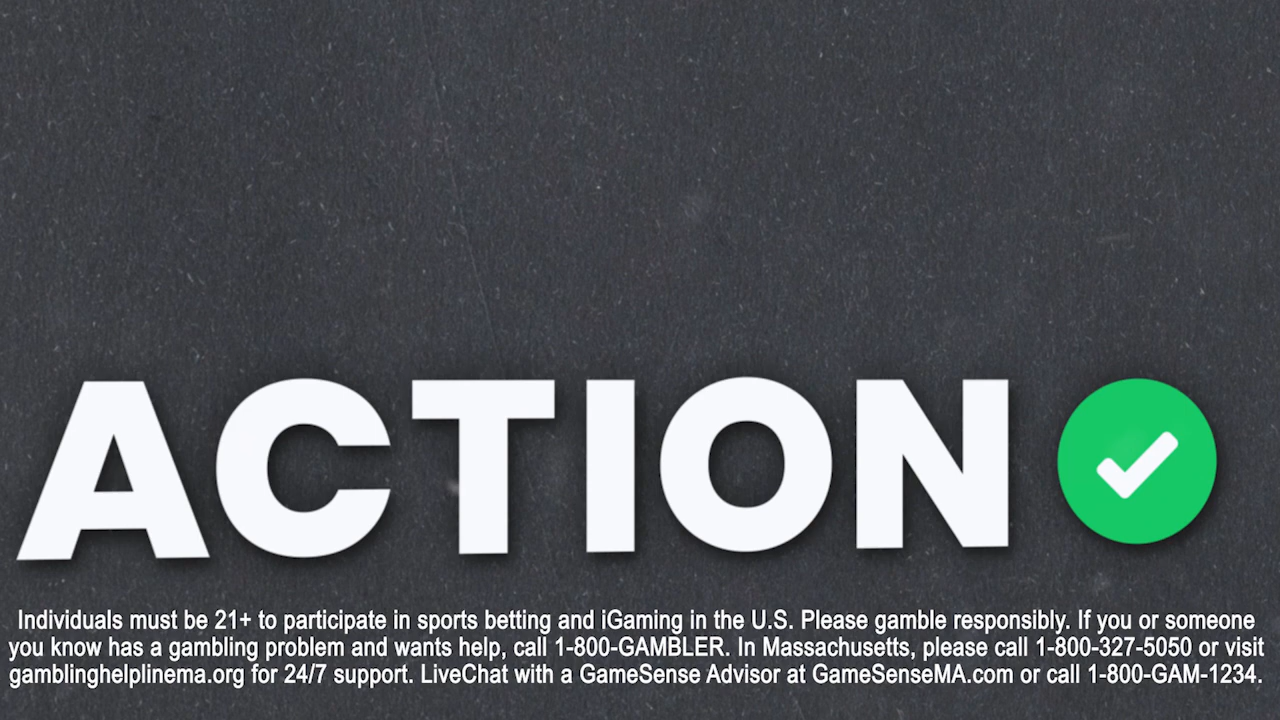 ACTION
Individuals must be 21+ to participate in sports betting and iGaming in the U.S. Please gamble responsibly. If you or someone
you know has a gambling problem and wants help, call 1-800-GAMBLER. In Massachusetts, please call 1-800-327-5050 or visit
gamblinghelplinema.org for 24/7 support. LiveChat with a GameSense Advisor at GameSenseMA.com or call 1-800-GAM-1234.